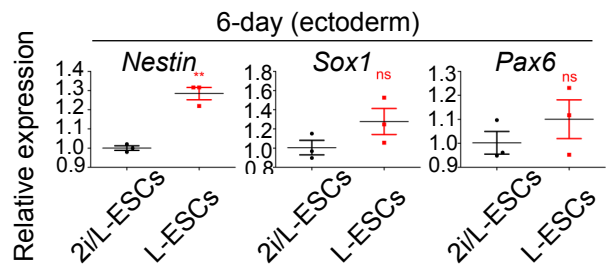 6-day (ectoderm)
Relative expression
Nestin
1.4
1.3
1.2
1.1
1.0
0.9
**
2i/L-ESCs
L-ESCs
Sox1
1.8
1.6
1.4
1.2
1.0
0.8
ns
2i/L-ESCs
L-ESCs
Pax6
1.3
1.2
1.1
1.0
0.9
ns
2i/L-ESCs
L-ESCs